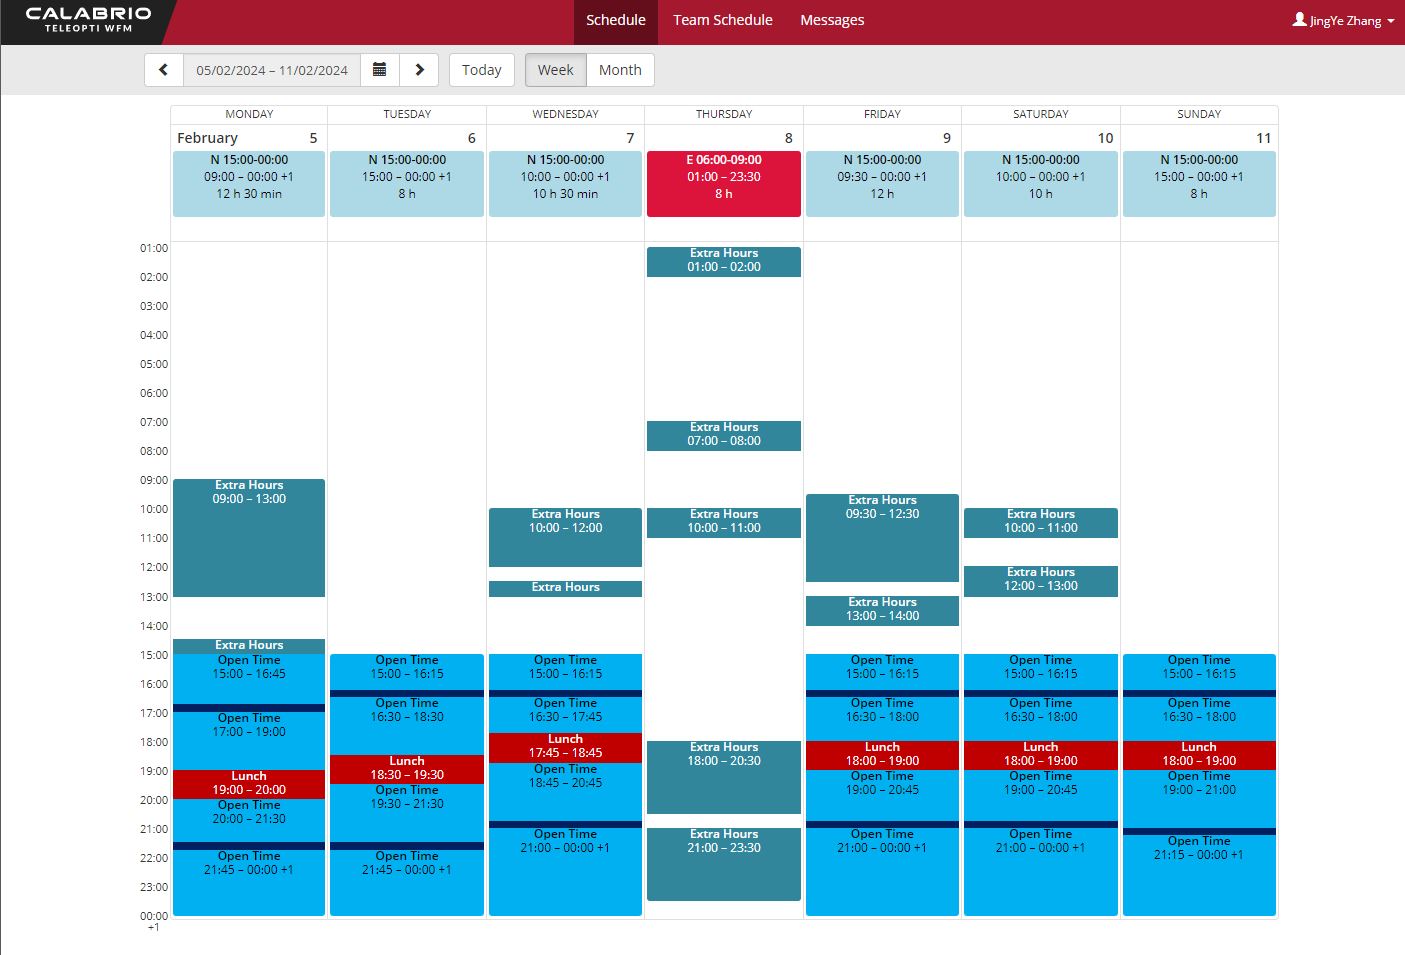 CALABRIO
TELEOPTI WFM
Schedule
Team Schedule
Messages
JingYe Zhang
05/02/2024 – 11/02/2024
Today
Week
Month
MONDAY
TUESDAY
WEDNESDAY
THURSDAY
FRIDAY
SATURDAY
SUNDAY
February 5
6
7
8
9
10
11
N 15:00-00:00
09:00 – 00:00 +1
12 h 30 min
N 15:00-00:00
15:00 – 00:00 +1
8 h
N 15:00-00:00
10:00 – 00:00 +1
10 h 30 min
E 06:00-09:00
01:00 – 23:30
8 h
N 15:00-00:00
09:30 – 00:00 +1
12 h
N 15:00-00:00
10:00 – 00:00 +1
10 h
N 15:00-00:00
15:00 – 00:00 +1
8 h
01:00
02:00
03:00
04:00
05:00
06:00
07:00
08:00
09:00
10:00
11:00
12:00
13:00
14:00
15:00
16:00
17:00
18:00
19:00
20:00
21:00
22:00
23:00
00:00
+1
Extra Hours
09:00 – 13:00
Extra Hours
Open Time
15:00 – 16:45
Open Time
17:00 – 19:00
Lunch
19:00 – 20:00
Open Time
20:00 – 21:30
Open Time
21:45 – 00:00 +1
Open Time
15:00 – 16:15
Open Time
16:30 – 18:30
Lunch
18:30 – 19:30
Open Time
19:30 – 21:30
Open Time
21:45 – 00:00 +1
Extra Hours
10:00 – 12:00
Extra Hours
Open Time
15:00 – 16:15
Open Time
16:30 – 17:45
Lunch
17:45 – 18:45
Open Time
18:45 – 20:45
Open Time
21:00 – 00:00 +1
Extra Hours
01:00 – 02:00
Extra Hours
07:00 – 08:00
Extra Hours
10:00 – 11:00
Extra Hours
18:00 – 20:30
Extra Hours
21:00 – 23:30
Extra Hours
09:30 – 12:30
Extra Hours
13:00 – 14:00
Open Time
15:00 – 16:15
Open Time
16:30 – 18:00
Lunch
18:00 – 19:00
Open Time
19:00 – 20:45
Open Time
21:00 – 00:00 +1
Extra Hours
10:00 – 11:00
Extra Hours
12:00 – 13:00
Open Time
15:00 – 16:15
Open Time
16:30 – 18:00
Lunch
18:00 – 19:00
Open Time
19:00 – 20:45
Open Time
21:00 – 00:00 +1
Open Time
15:00 – 16:15
Open Time
16:30 – 18:00
Lunch
18:00 – 19:00
Open Time
19:00 – 21:00
Open Time
21:15 – 00:00 +1